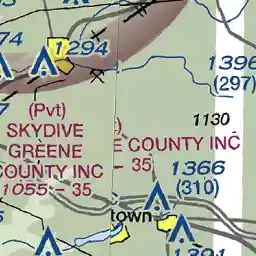 74
1294
1396
(297)
(Pvt)
SKYDIVE
GREENE
COUNTY INC
1055 - 35
1130
E COUNTY INC
- 35
1366
(310)
town